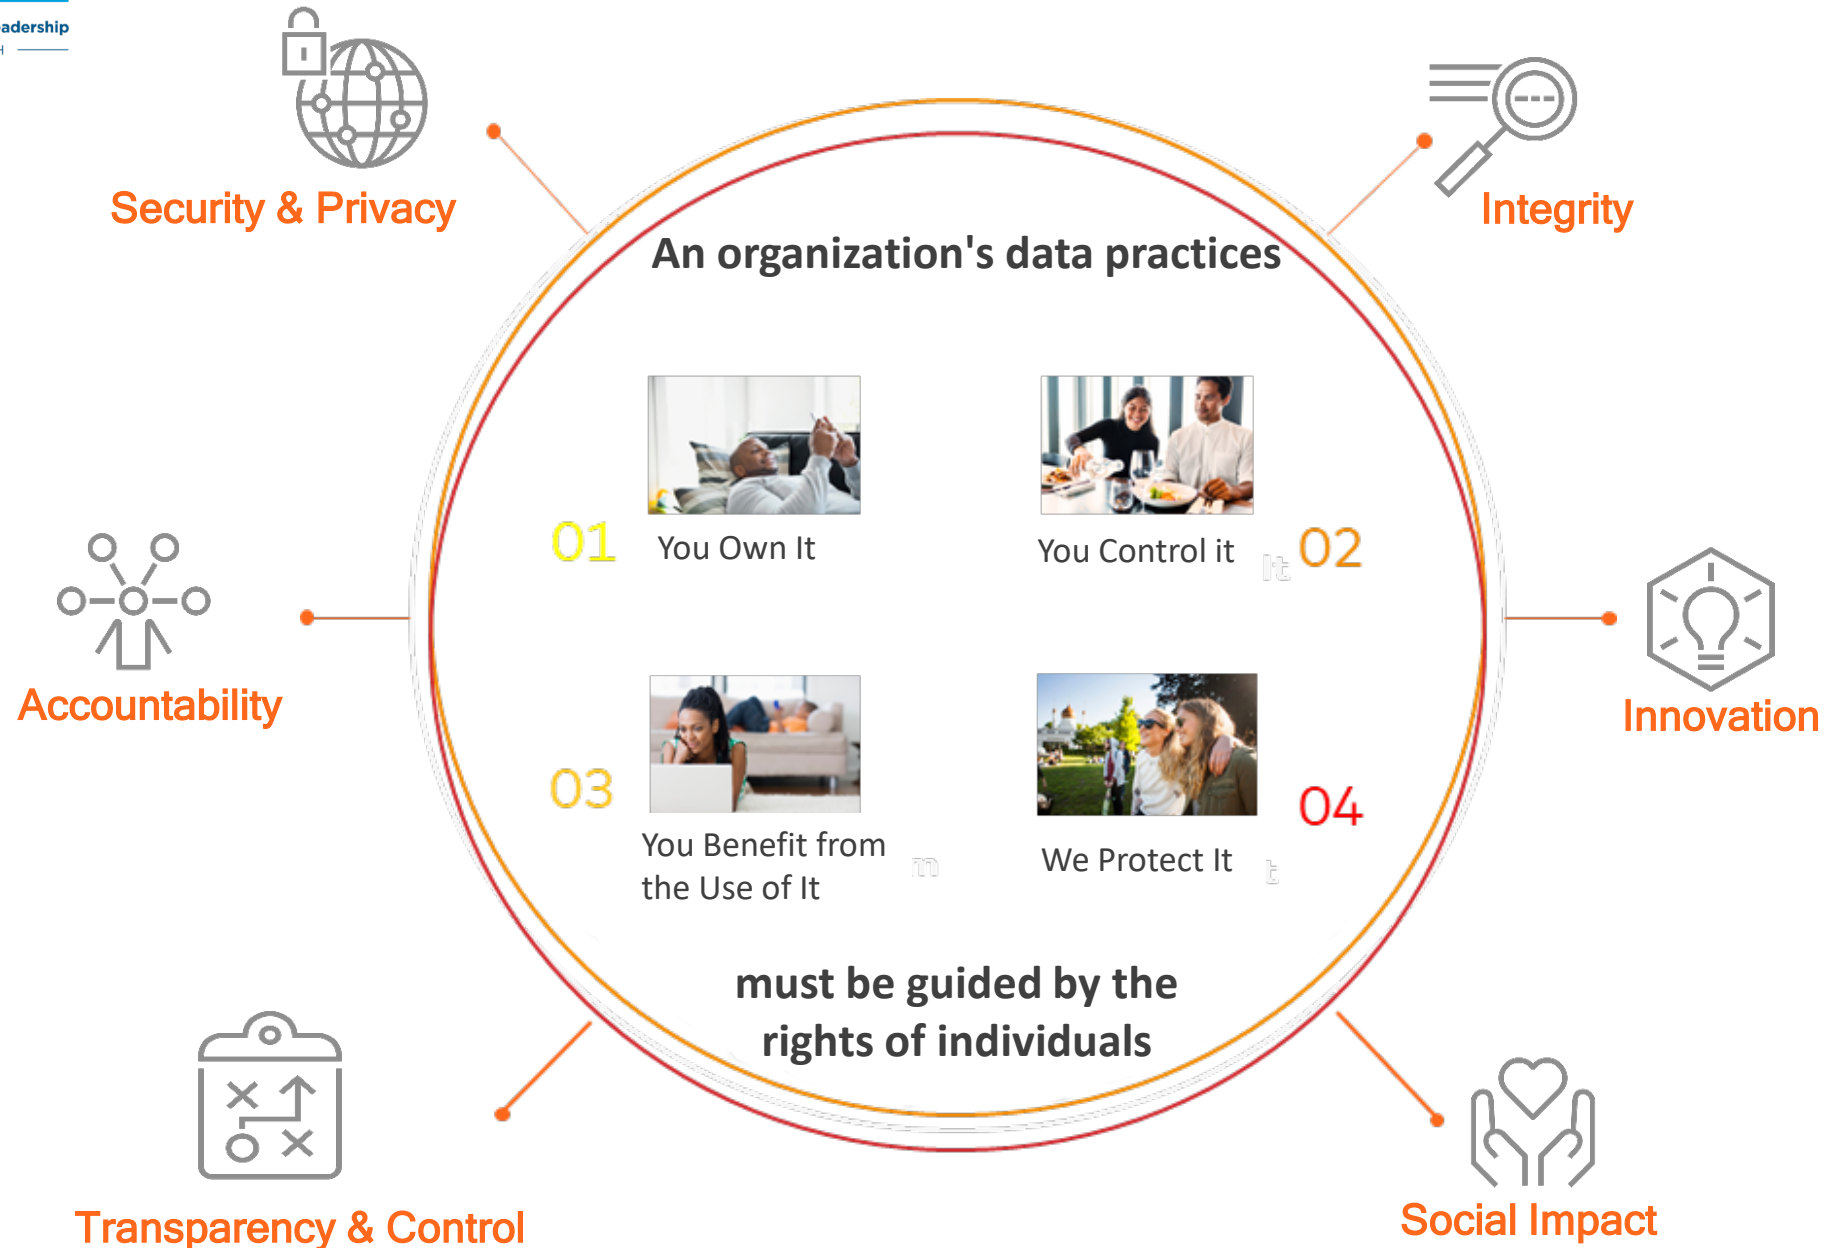 Security & Privacy
Integrity
An organization's data practices
01
You Own It
You Control it
It
02
Accountability
Innovation
03
You Benefit from
the Use of It
m
04
We Protect It
t
must be guided by the
rights of individuals
Transparency & Control
Social Impact